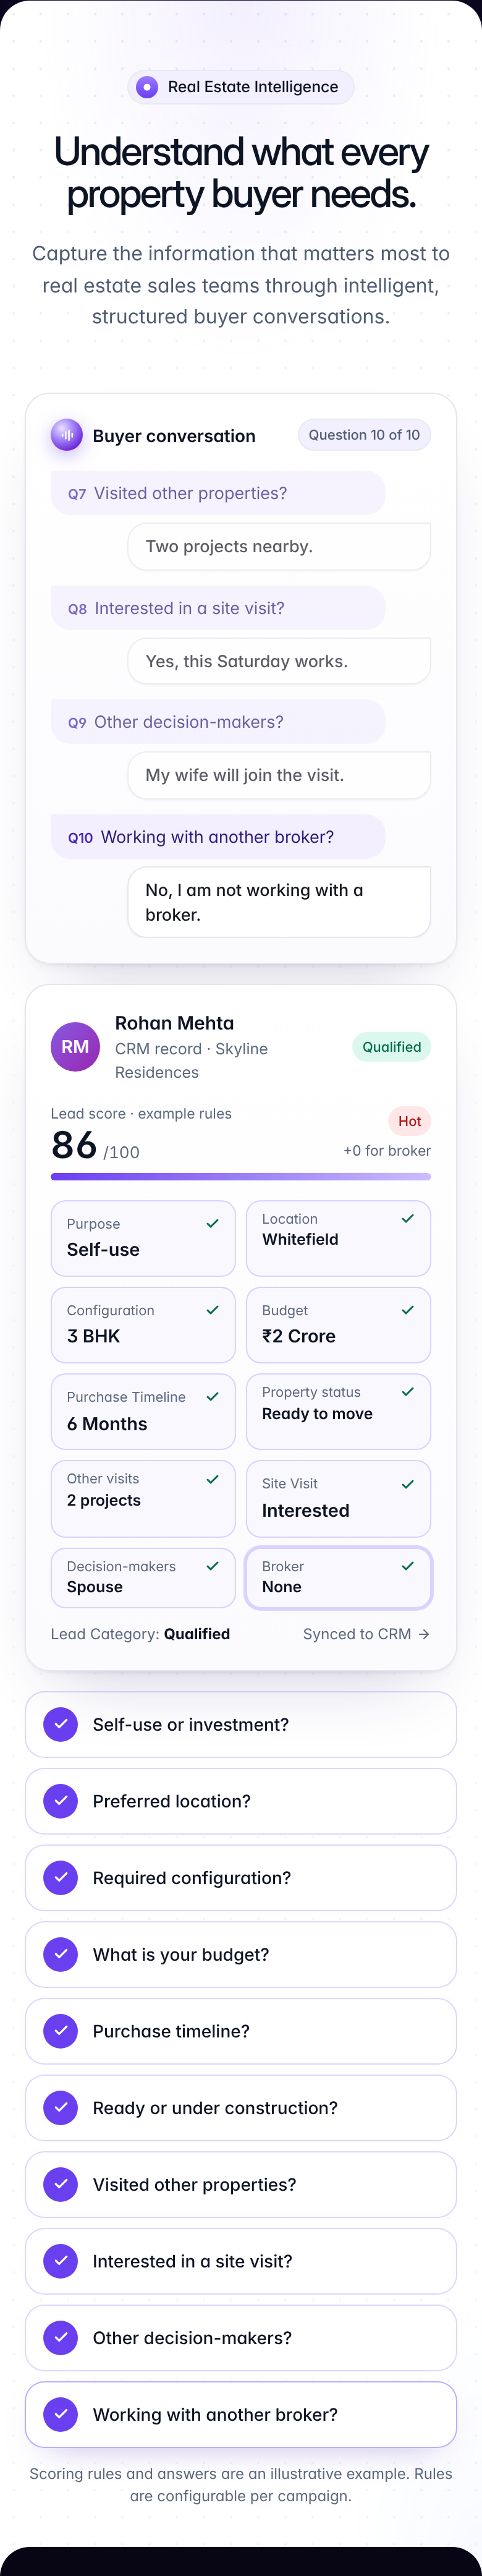 Real Estate Intelligence
Understand what every
property buyer needs.
Capture the information that matters most to
real estate sales teams through intelligent,
structured buyer conversations.
Buyer conversation
Question 10 of 10
Q7 Visited other properties?
Two projects nearby.
Q8 Interested in a site visit?
Yes, this Saturday works.
Q9 Other decision-makers?
My wife will join the visit.
Q10 Working with another broker?
No, I am not working with a
broker.
RM
Rohan Mehta
CRM record · Skyline
Residences
Qualified
Lead score · example rules
86 /100
Hot
+0 for broker
Purpose
Self-use
Location
Whitefield
Configuration
3 BHK
Budget
₹2 Crore
Purchase Timeline
6 Months
Property status
Ready to move
Other visits
2 projects
Site Visit
Interested
Decision-makers
Spouse
Broker
None
Lead Category: Qualified
Synced to CRM →
Self-use or investment?
Preferred location?
Required configuration?
What is your budget?
Purchase timeline?
Ready or under construction?
Visited other properties?
Interested in a site visit?
Other decision-makers?
Working with another broker?
Scoring rules and answers are an illustrative example. Rules
are configurable per campaign.